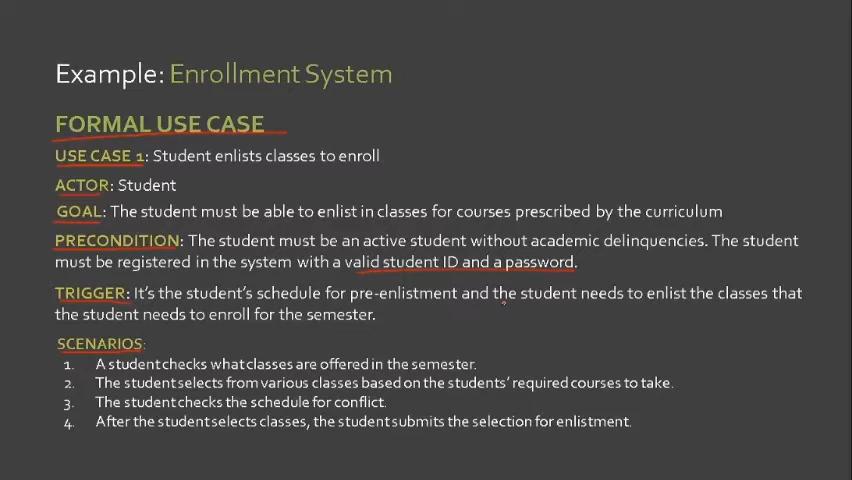 Example: Enrollment System
FORMAL USE CASE
USE CASE 1: Student enlists classes to enroll
ACTOR: Student
GOAL: The student must be able to enlist in classes for courses prescribed by the curriculum
PRECONDITION: The student must be an active student without academic delinquencies. The student
must be registered in the system with a valid student ID and a password.
TRIGGER: It's the student's schedule for pre-enlistment and the student needs to enlist the classes that
the student needs to enroll for the semester.
SCENARIOS:
1. A student checks what classes are offered in the semester.
2. The student selects from various classes based on the students' required courses to take.
3. The student checks the schedule for conflict.
4. After the student selects classes, the student submits the selection for enlistment.